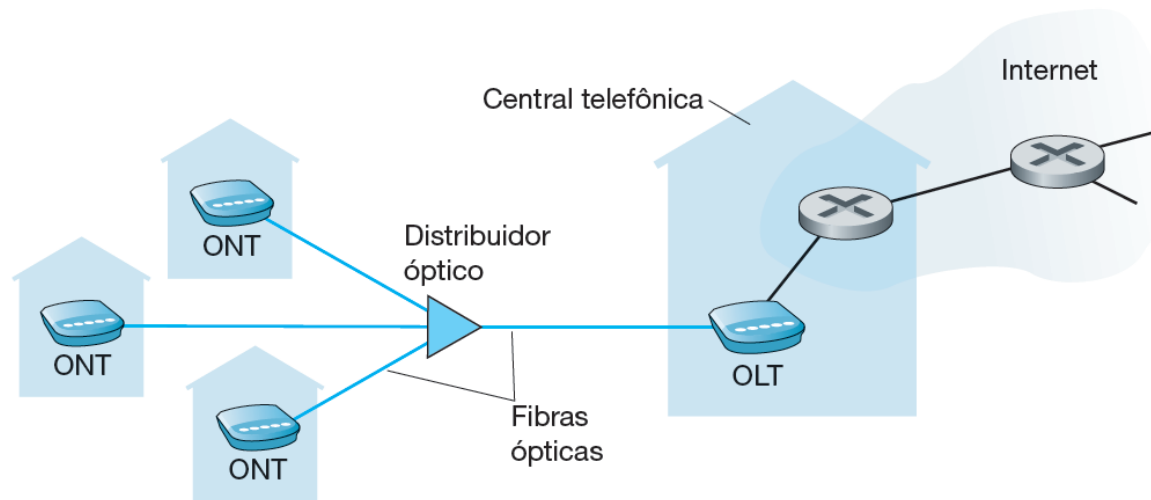 Internet
Central telefônica
ONT
Distribuidor
óptico
ONT
OLT
Fibras
ópticas
ONT